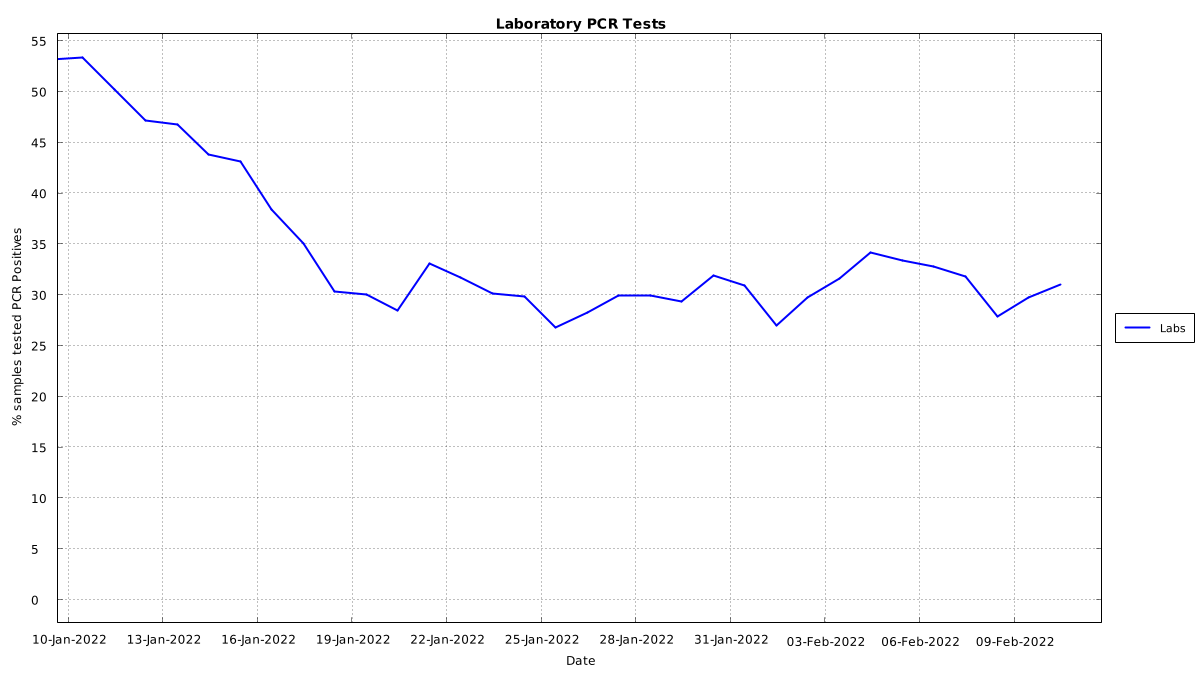 Laboratory PCR Tests
% samples tested PCR Positives
55
50
45
40
35
30
25
20
15
10
5
0
10-Jan-2022 13-Jan-2022 16-Jan-2022 19-Jan-2022 22-Jan-2022 25-Jan-2022 28-Jan-2022 31-Jan-2022 03-Feb-2022 06-Feb-2022 09-Feb-2022
Date
Labs